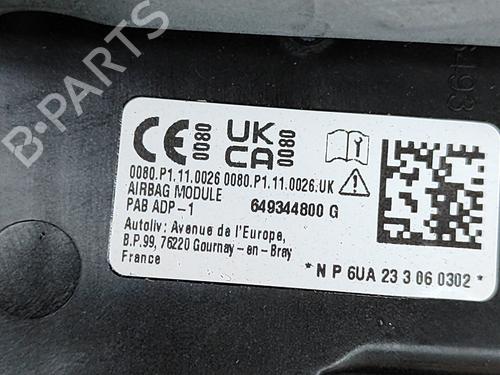 B-PARTS
6493
CE 0080
UK
CA 0080
0080.P1.11.0026 0080.P1.11.0026.UK
AIRBAG MODULE
PAB ADP-1
649344800 G
Autoliv: Avenue de l'Europe,
B.P.99, 76220 Gournay-en-Bray
France
*N P 6UA 23 3 06 0302*